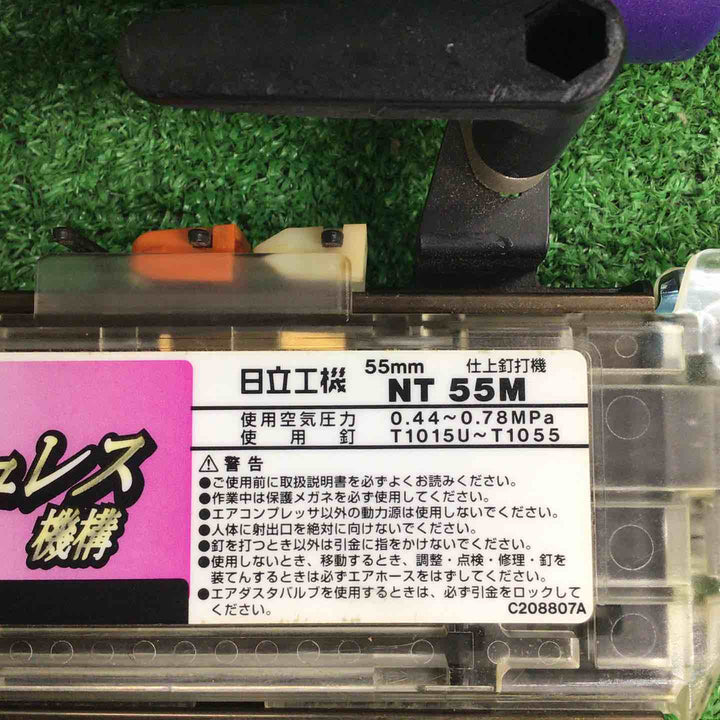 日立工機 55mm 仕上釘打機
NT 55M
使用空気圧力 0.44～0.78MPa
使用釘 T1015U～T1055
レス
機構
⚠警告
●ご使用前に取扱説明書を必ずよくお読みください。
●作業中は保護メガネを必ず使用してください。
●エアコンプレッサ以外の動力源は使用しないでください。
●人体に射出口を絶対に向けないでください。
●釘を打つとき以外は引金に指をかけないでください。
●使用しないとき、移動するとき、調整・点検・修理・釘を
装てんするときは必ずエアホースをはずしてください。
●エアダスタバルブを使用するときは、必ず引金をロックして
ください。
C208807A